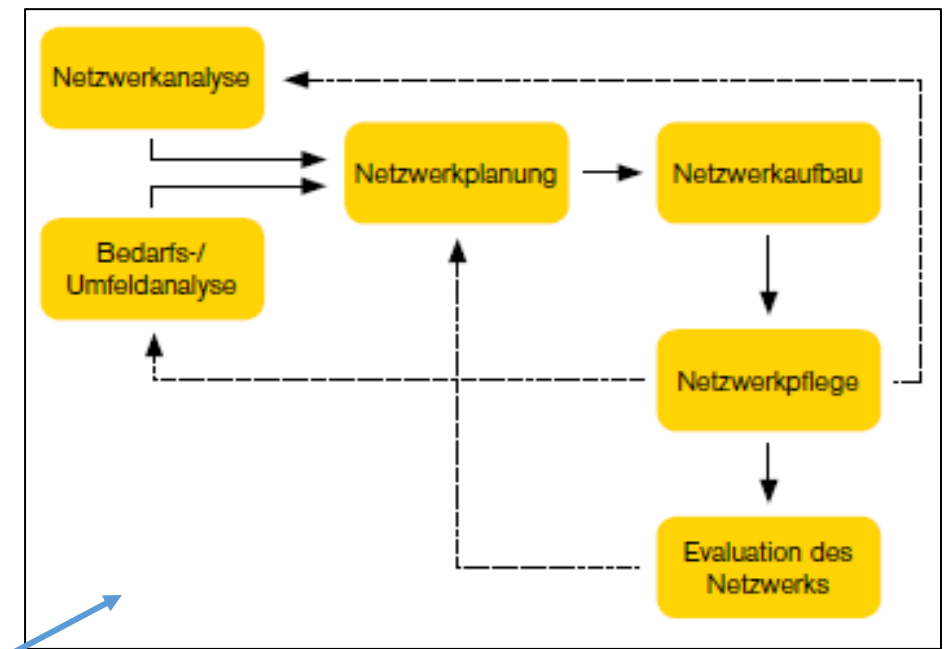 Netzwerkanalyse
Netzwerkplanung
Netzwerkaufbau
Bedarfs-/
Umfeldanalyse
Netzwerkpflege
Evaluation des
Netzwerks